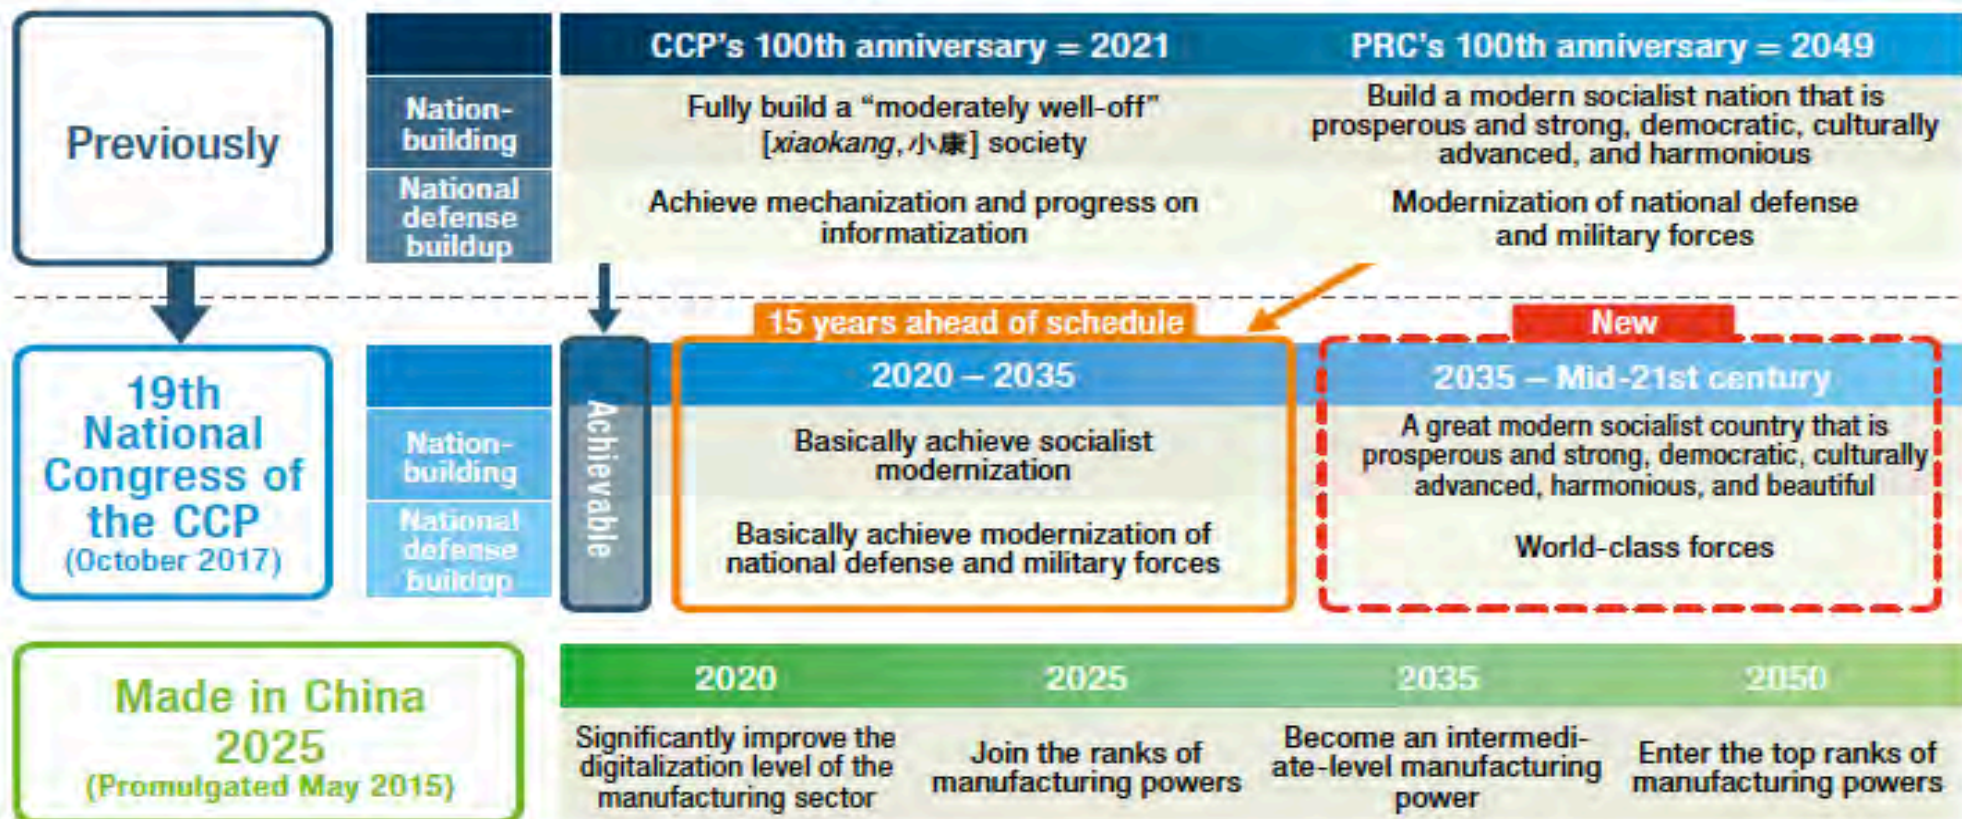 Previously
CCP's 100th anniversary = 2021
PRC's 100th anniversary = 2049
Nation-
building
Fully build a “moderately well-off”
[xiaokang, 小康] society
Build a modern socialist nation that is
prosperous and strong, democratic, culturally
advanced, and harmonious
National
defense
buildup
Achieve mechanization and progress on
informatization
Modernization of national defense
and military forces
15 years ahead of schedule
New
19th
National
Congress of
the CCP
(October 2017)
Achievable
2020 – 2035
2035 – Mid-21st century
Nation-
building
Basically achieve socialist
modernization
A great modern socialist country that is
prosperous and strong, democratic, culturally
advanced, harmonious, and beautiful
National
defense
buildup
Basically achieve modernization of
national defense and military forces
World-class forces
Made in China
2025
(Promulgated May 2015)
2020
2025
2035
2050
Significantly improve the
digitalization level of the
manufacturing sector
Join the ranks of
manufacturing powers
Become an intermedi-
ate-level manufacturing
power
Enter the top ranks of
manufacturing powers